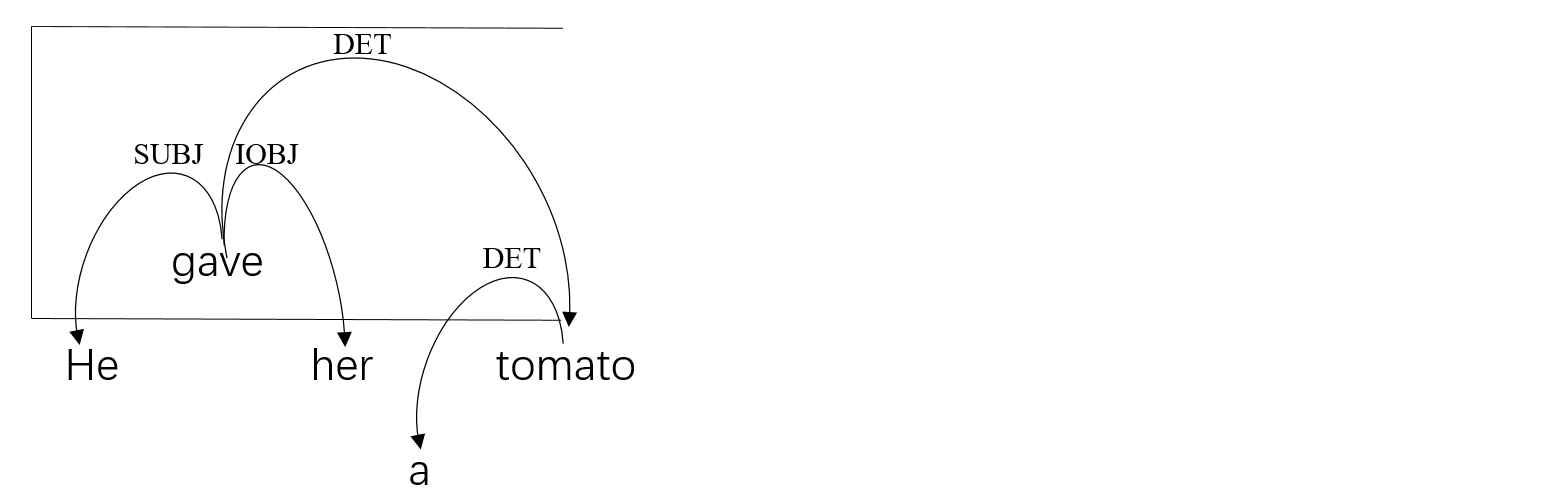 DET
SUBJ IOBJ
gave
DET
He her tomato
a